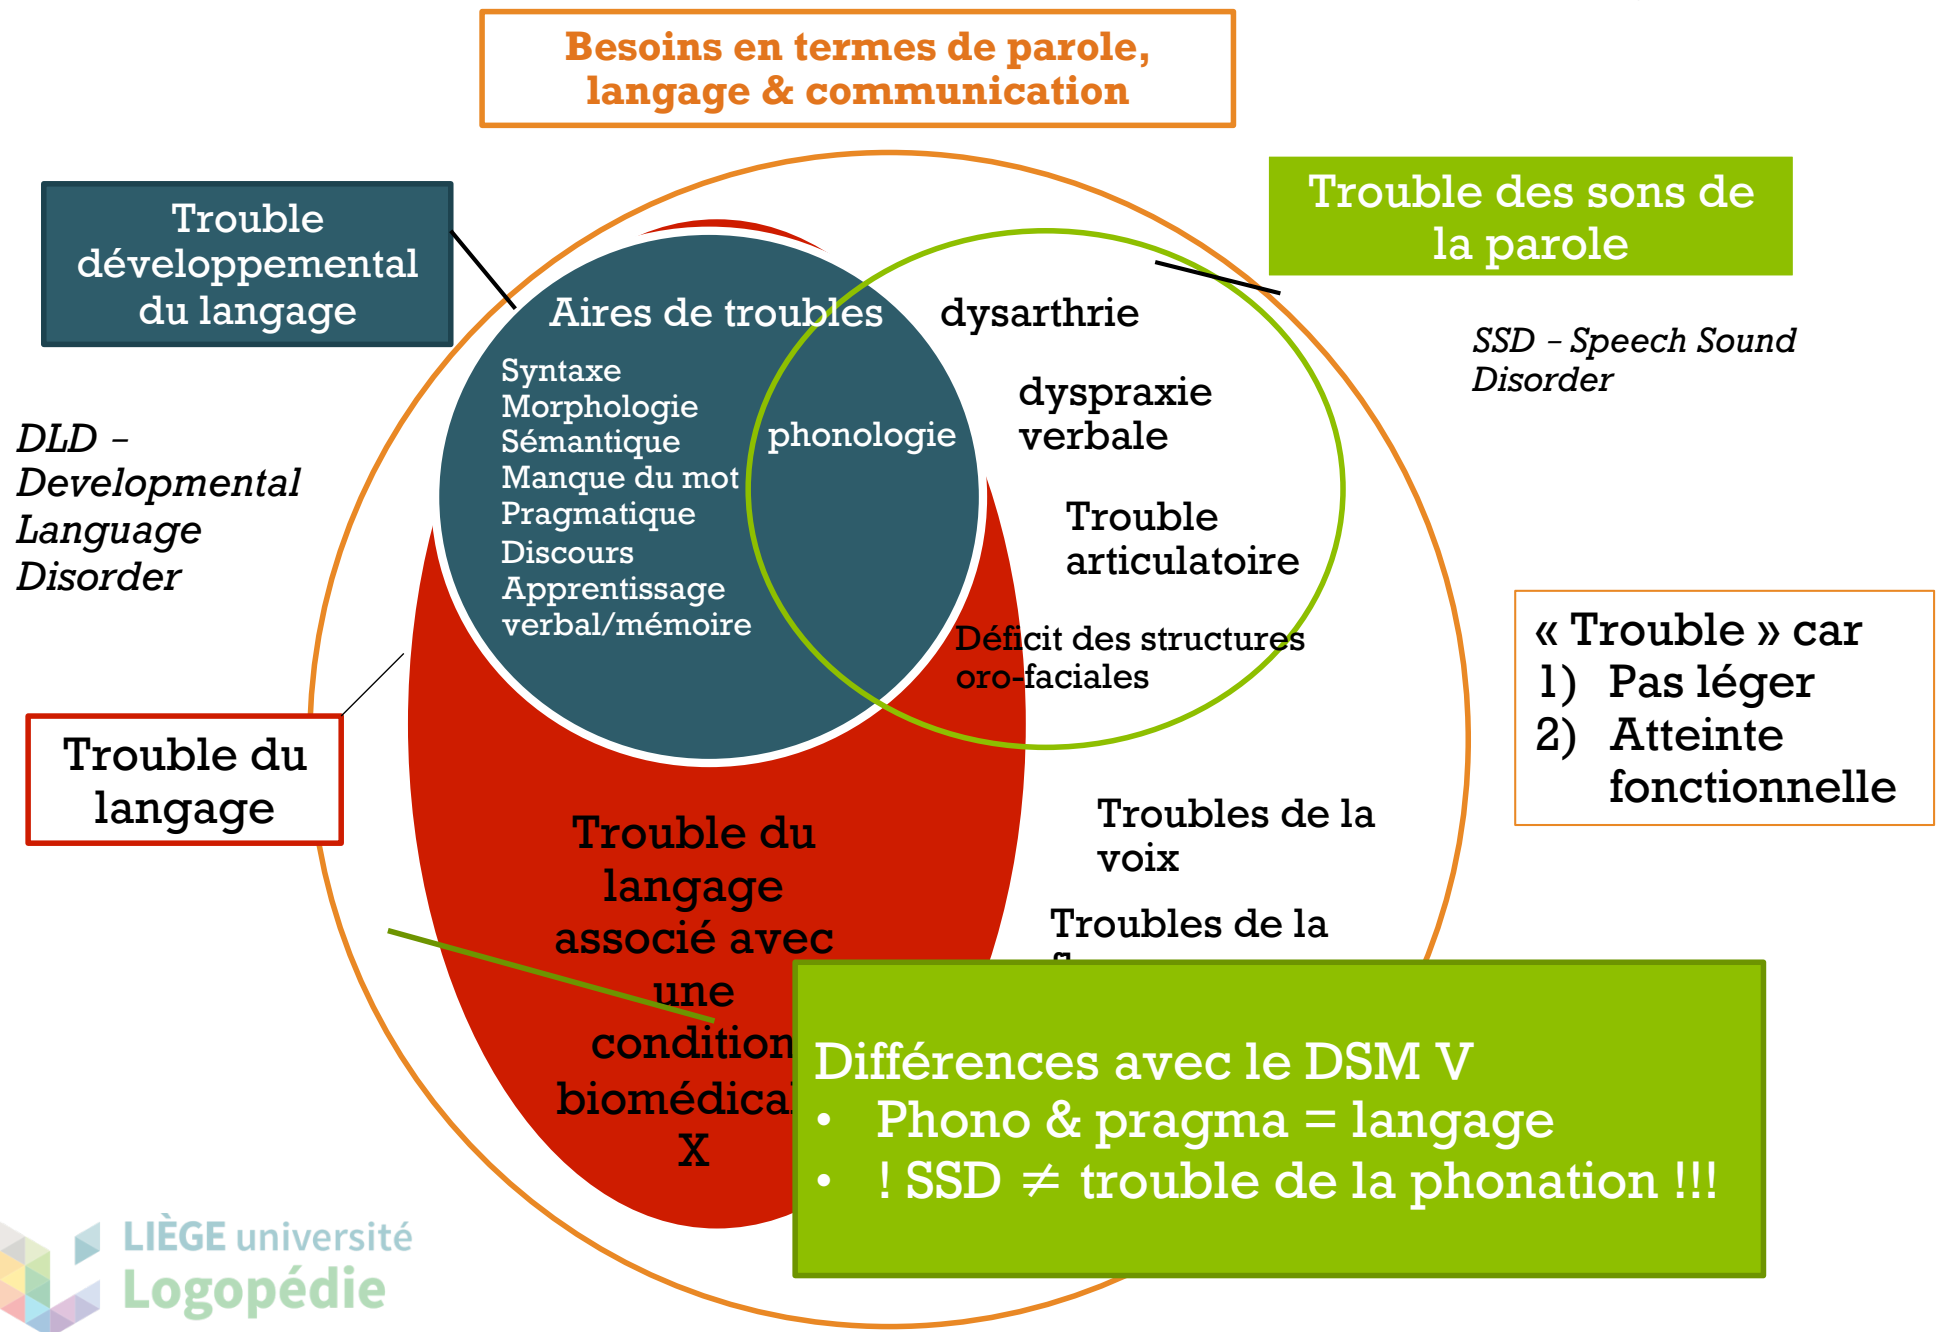 Besoins en termes de parole,
langage & communication
Trouble
développemental
du langage
Trouble des sons de
la parole
SSD – Speech Sound
Disorder
DLD –
Developmental
Language
Disorder
Aires de troubles
Syntaxe
Morphologie
Sémantique
Manque du mot
Pragmatique
Discours
Apprentissage
verbal/mémoire
phonologie
dysarthrie
dyspraxie
verbale
Trouble
articulatoire
Déficit des structures
oro-faciales
« Trouble » car
1) Pas léger
2) Atteinte
fonctionnelle
Trouble du
langage
Trouble du
langage
associé avec
une
condition
biomédical
X
Troubles de la
voix
Troubles de la
Différences avec le DSM V
• Phono & pragma = langage
• ! SSD ≠ trouble de la phonation !!!
LIÈGE université
Logopédie